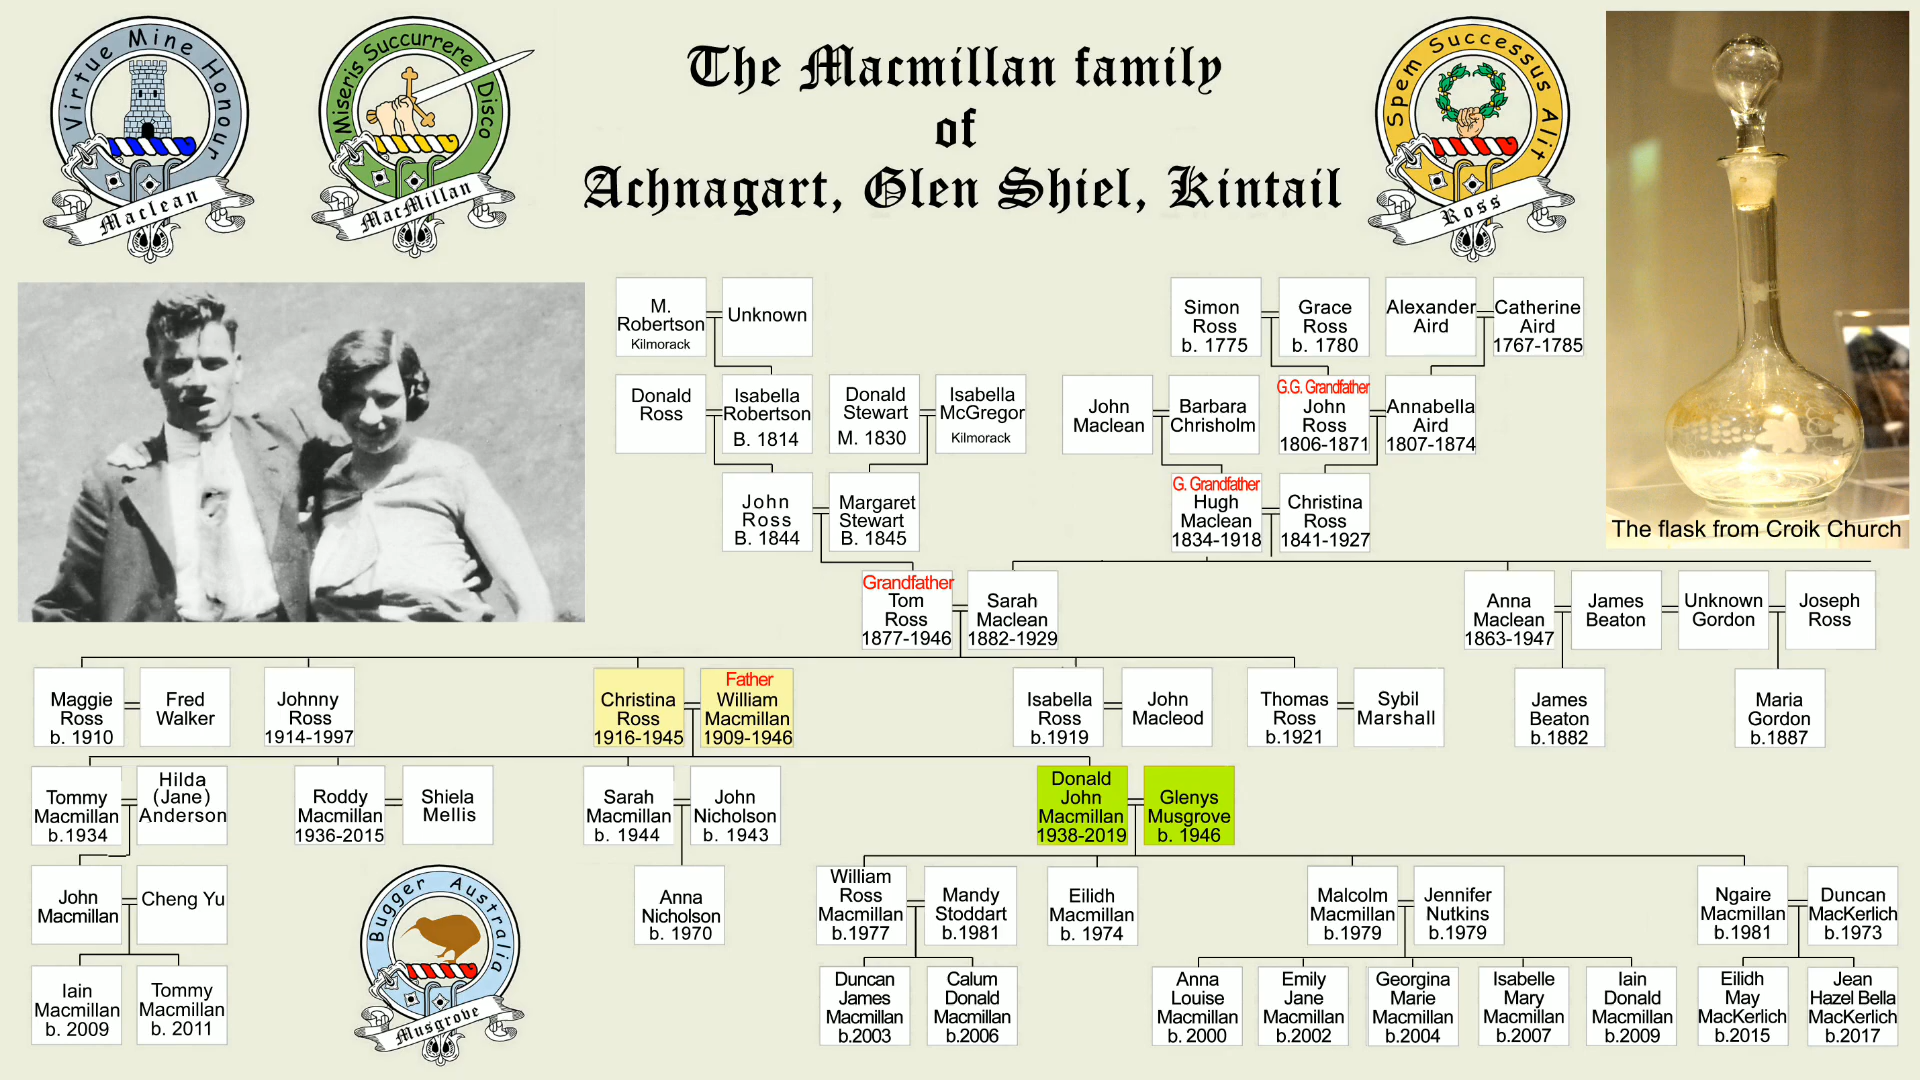 Virtue Mine Honour
Maclean
Miseris Succurrere Disco
MacMillan
The Macmillan family
of
Achnagart, Glen Shiel, Kintail
Spem Successus Alit
Ross
The flask from Croik Church
M.
Robertson
Kilmorack
Unknown
Simon
Ross
b. 1775
Grace
Ross
b. 1780
Alexander
Aird
Catherine
Aird
1767-1785
Donald
Ross
Isabella
Robertson
B. 1814
Donald
Stewart
M. 1830
Isabella
McGregor
Kilmorack
John
Maclean
Barbara
Chrisholm
G.G. Grandfather
John
Ross
1806-1871
Annabella
Aird
1807-1874
John
Ross
B. 1844
Margaret
Stewart
B. 1845
G. Grandfather
Hugh
Maclean
1834-1918
Christina
Ross
1841-1927
Grandfather
Tom
Ross
1877-1946
Sarah
Maclean
1882-1929
Anna
Maclean
1863-1947
James
Beaton
Unknown
Gordon
Joseph
Ross
Maggie
Ross
b. 1910
Fred
Walker
Johnny
Ross
1914-1997
Christina
Ross
1916-1945
Father
William
Macmillan
1909-1946
Isabella
Ross
b.1919
John
Macleod
Thomas
Ross
b.1921
Sybil
Marshall
James
Beaton
b.1882
Maria
Gordon
b.1887
Tommy
Macmillan
b.1934
Hilda
(Jane)
Anderson
Roddy
Macmillan
1936-2015
Shiela
Mellis
Sarah
Macmillan
b. 1944
John
Nicholson
b. 1943
Donald
John
Macmillan
1938-2019
Glenys
Musgrove
b. 1946
John
Macmillan
Cheng Yu
Bugger Australia
Musgrove
Anna
Nicholson
b. 1970
William
Ross
Macmillan
b.1977
Mandy
Stoddart
b.1981
Eilidh
Macmillan
b. 1974
Malcolm
Macmillan
b.1979
Jennifer
Nutkins
b.1979
Ngaire
Macmillan
b.1981
Duncan
MacKerlich
b.1973
Iain
Macmillan
b. 2009
Tommy
Macmillan
b. 2011
Duncan
James
Macmillan
b.2003
Calum
Donald
Macmillan
b.2006
Anna
Louise
Macmillan
b. 2000
Emily
Jane
Macmillan
b.2002
Georgina
Marie
Macmillan
b.2004
Isabelle
Mary
Macmillan
b.2007
Iain
Donald
Macmillan
b.2009
Eilidh
May
MacKerlich
b.2015
Jean
Hazel Bella
MacKerlich
b.2017